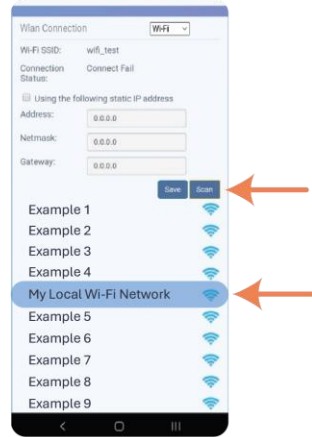 Wlan Connection Wi-Fi
Wi-Fi SSID: wifi_test
Connection Status: Connect Fail
Using the following static IP address
Address: 0.0.0.0
Netmask: 0.0.0.0
Gateway: 0.0.0.0
Save Scan
Example 1
Example 2
Example 3
Example 4
My Local Wi-Fi Network
Example 5
Example 6
Example 7
Example 8
Example 9